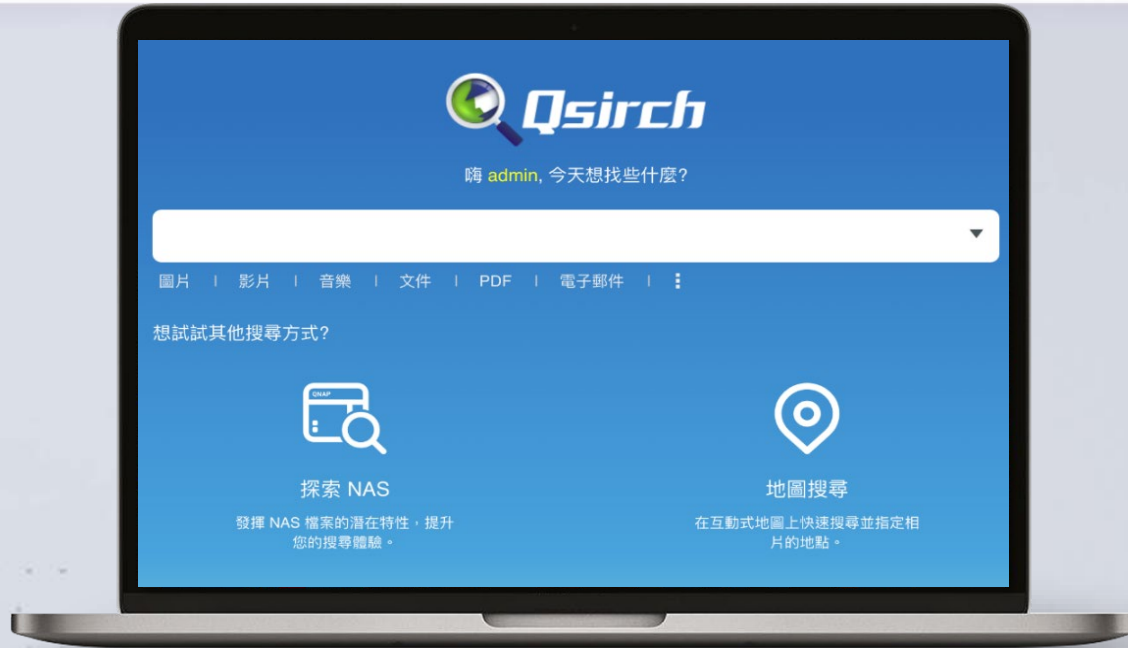 Qsirch
嗨 admin, 今天想找些什麼?
圖片 | 影片 | 音樂 | 文件 | PDF | 電子郵件 |
想試試其他搜尋方式?
QNAP
探索 NAS
發揮 NAS 檔案的潛在特性，提升
您的搜尋體驗。
地圖搜尋
在互動式地圖上快速搜尋並指定相
片的地點。